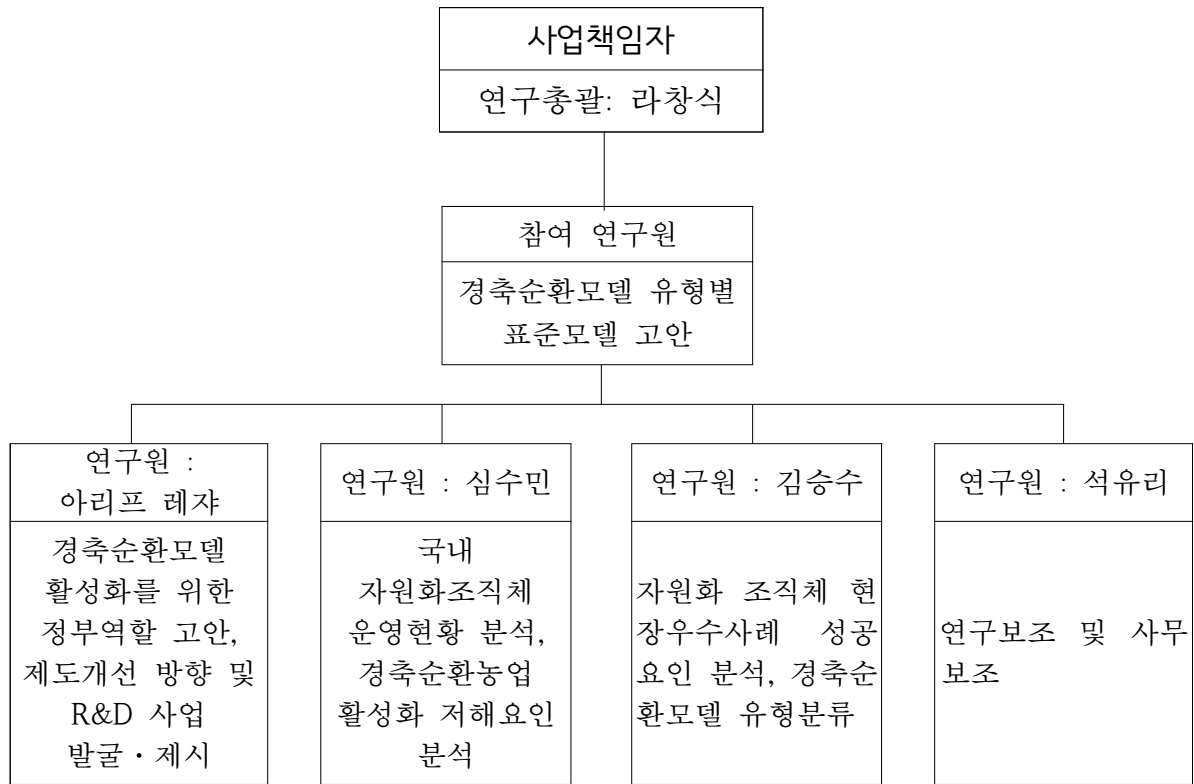 사업책임자
연구총괄: 라창식
참여 연구원
경축순환모델 유형별
표준모델 고안
연구원 :
아리프 레쟈
경축순환모델
활성화를 위한
정부역할 고안,
제도개선 방향 및
R&D 사업
발굴・제시
연구원 : 심수민
국내
자원화조직체
운영현황 분석,
경축순환농업
활성화 저해요인
분석
연구원 : 김승수
자원화 조직체 현
장우수사례 성공
요인 분석, 경축순
환모델 유형분류
연구원 : 석유리
연구보조 및 사무
보조